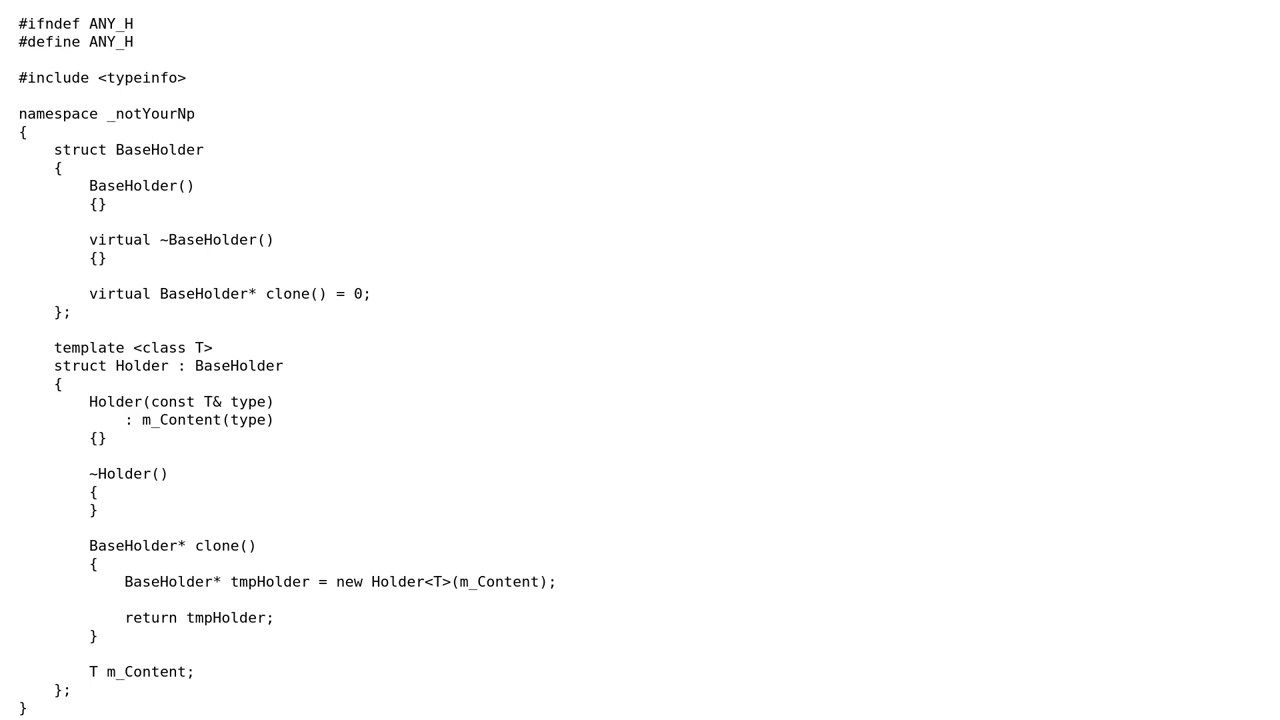 #ifndef ANY_H
#define ANY_H

#include <typeinfo>

namespace _notYourNp
{
    struct BaseHolder
    {
        BaseHolder()
        {}

        virtual ~BaseHolder()
        {}

        virtual BaseHolder* clone() = 0;
    };

    template <class T>
    struct Holder : BaseHolder
    {
        Holder(const T& type)
            : m_Content(type)
        {}

        ~Holder()
        {
        }

        BaseHolder* clone()
        {
            BaseHolder* tmpHolder = new Holder<T>(m_Content);

            return tmpHolder;
        }

        T m_Content;
    };
}